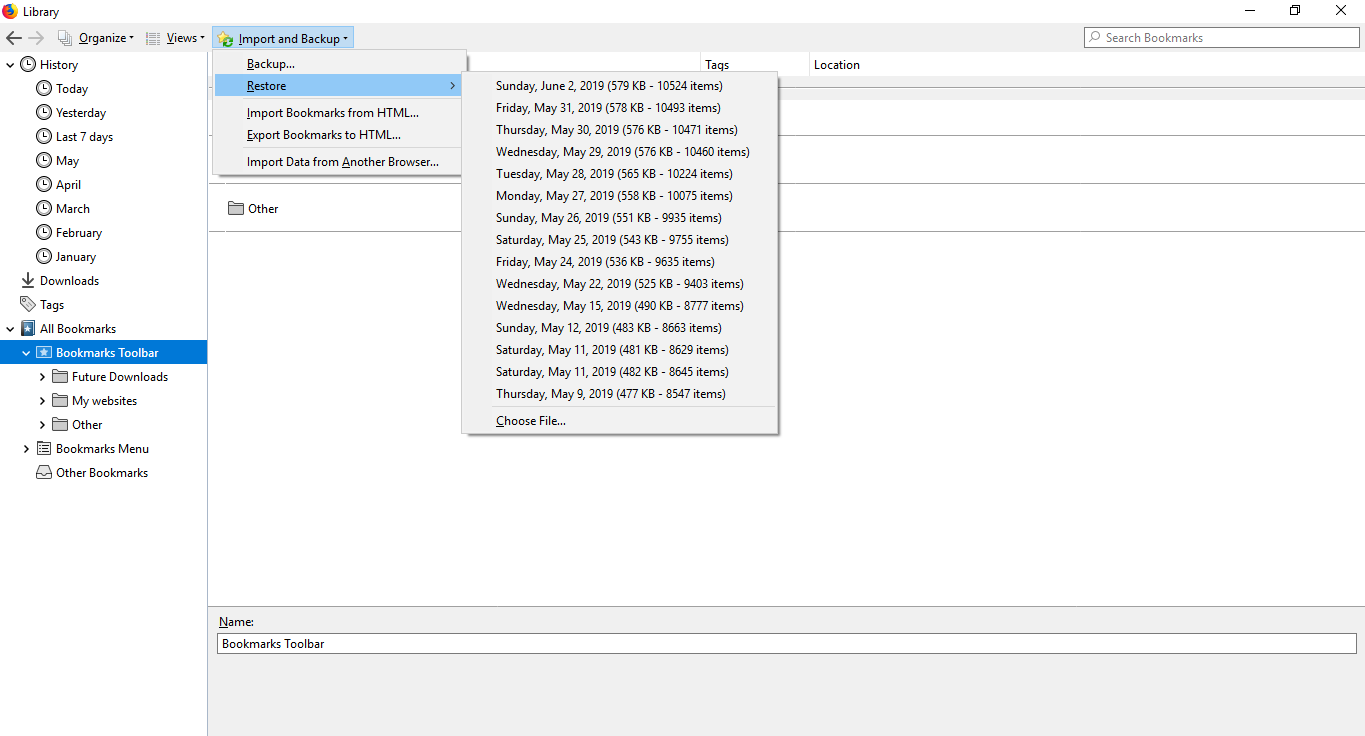 Library
Organize Views Import and Backup Search Bookmarks
History
Today
Yesterday
Last 7 days
May
April
March
February
January
Downloads
Tags
All Bookmarks
Bookmarks Toolbar
Future Downloads
My websites
Other
Bookmarks Menu
Other Bookmarks
Backup...
Restore
Import Bookmarks from HTML...
Export Bookmarks to HTML...
Import Data from Another Browser...
Tags Location
Sunday, June 2, 2019 (579 KB - 10524 items)
Friday, May 31, 2019 (578 KB - 10493 items)
Thursday, May 30, 2019 (576 KB - 10471 items)
Wednesday, May 29, 2019 (576 KB - 10460 items)
Tuesday, May 28, 2019 (565 KB - 10224 items)
Monday, May 27, 2019 (558 KB - 10075 items)
Sunday, May 26, 2019 (551 KB - 9935 items)
Saturday, May 25, 2019 (543 KB - 9755 items)
Friday, May 24, 2019 (536 KB - 9635 items)
Wednesday, May 22, 2019 (525 KB - 9403 items)
Wednesday, May 15, 2019 (490 KB - 8777 items)
Sunday, May 12, 2019 (483 KB - 8663 items)
Saturday, May 11, 2019 (481 KB - 8629 items)
Saturday, May 11, 2019 (482 KB - 8645 items)
Thursday, May 9, 2019 (477 KB - 8547 items)
Choose File...
Other
Name:
Bookmarks Toolbar